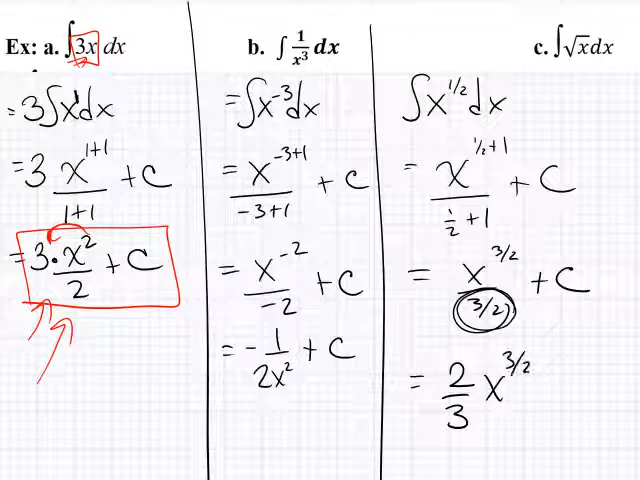 Ex: a. ∫ 3x dx
= 3∫x¹dx
= 3 x^(1+1)/(1+1) + C
= 3·x²/2 + C
b. ∫ 1/x³ dx
= ∫x⁻³dx
= x^(-3+1)/(-3+1) + C
= x^(-2)/(-2) + C
= -1/(2x²) + C
c. ∫√x dx
∫x^(1/2) dx
= x^(1/2+1)/(1/2+1) + C
= x^(3/2)/(3/2) + C
= 2/3 x^(3/2)